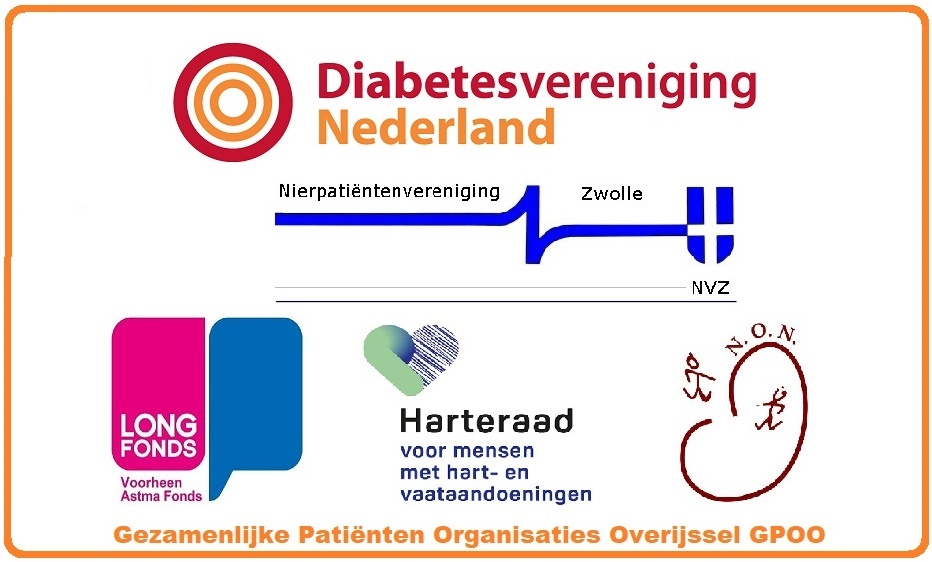 Diabetesvereniging
Nederland
Nierpatiëntenvereniging Zwolle
NVZ
LONG
FONDS
Voorheen
Astma Fonds
Harteraad
voor mensen
met hart- en
vaataandoeningen
N.O.N.
Gezamenlijke Patiënten Organisaties Overijssel GPOO